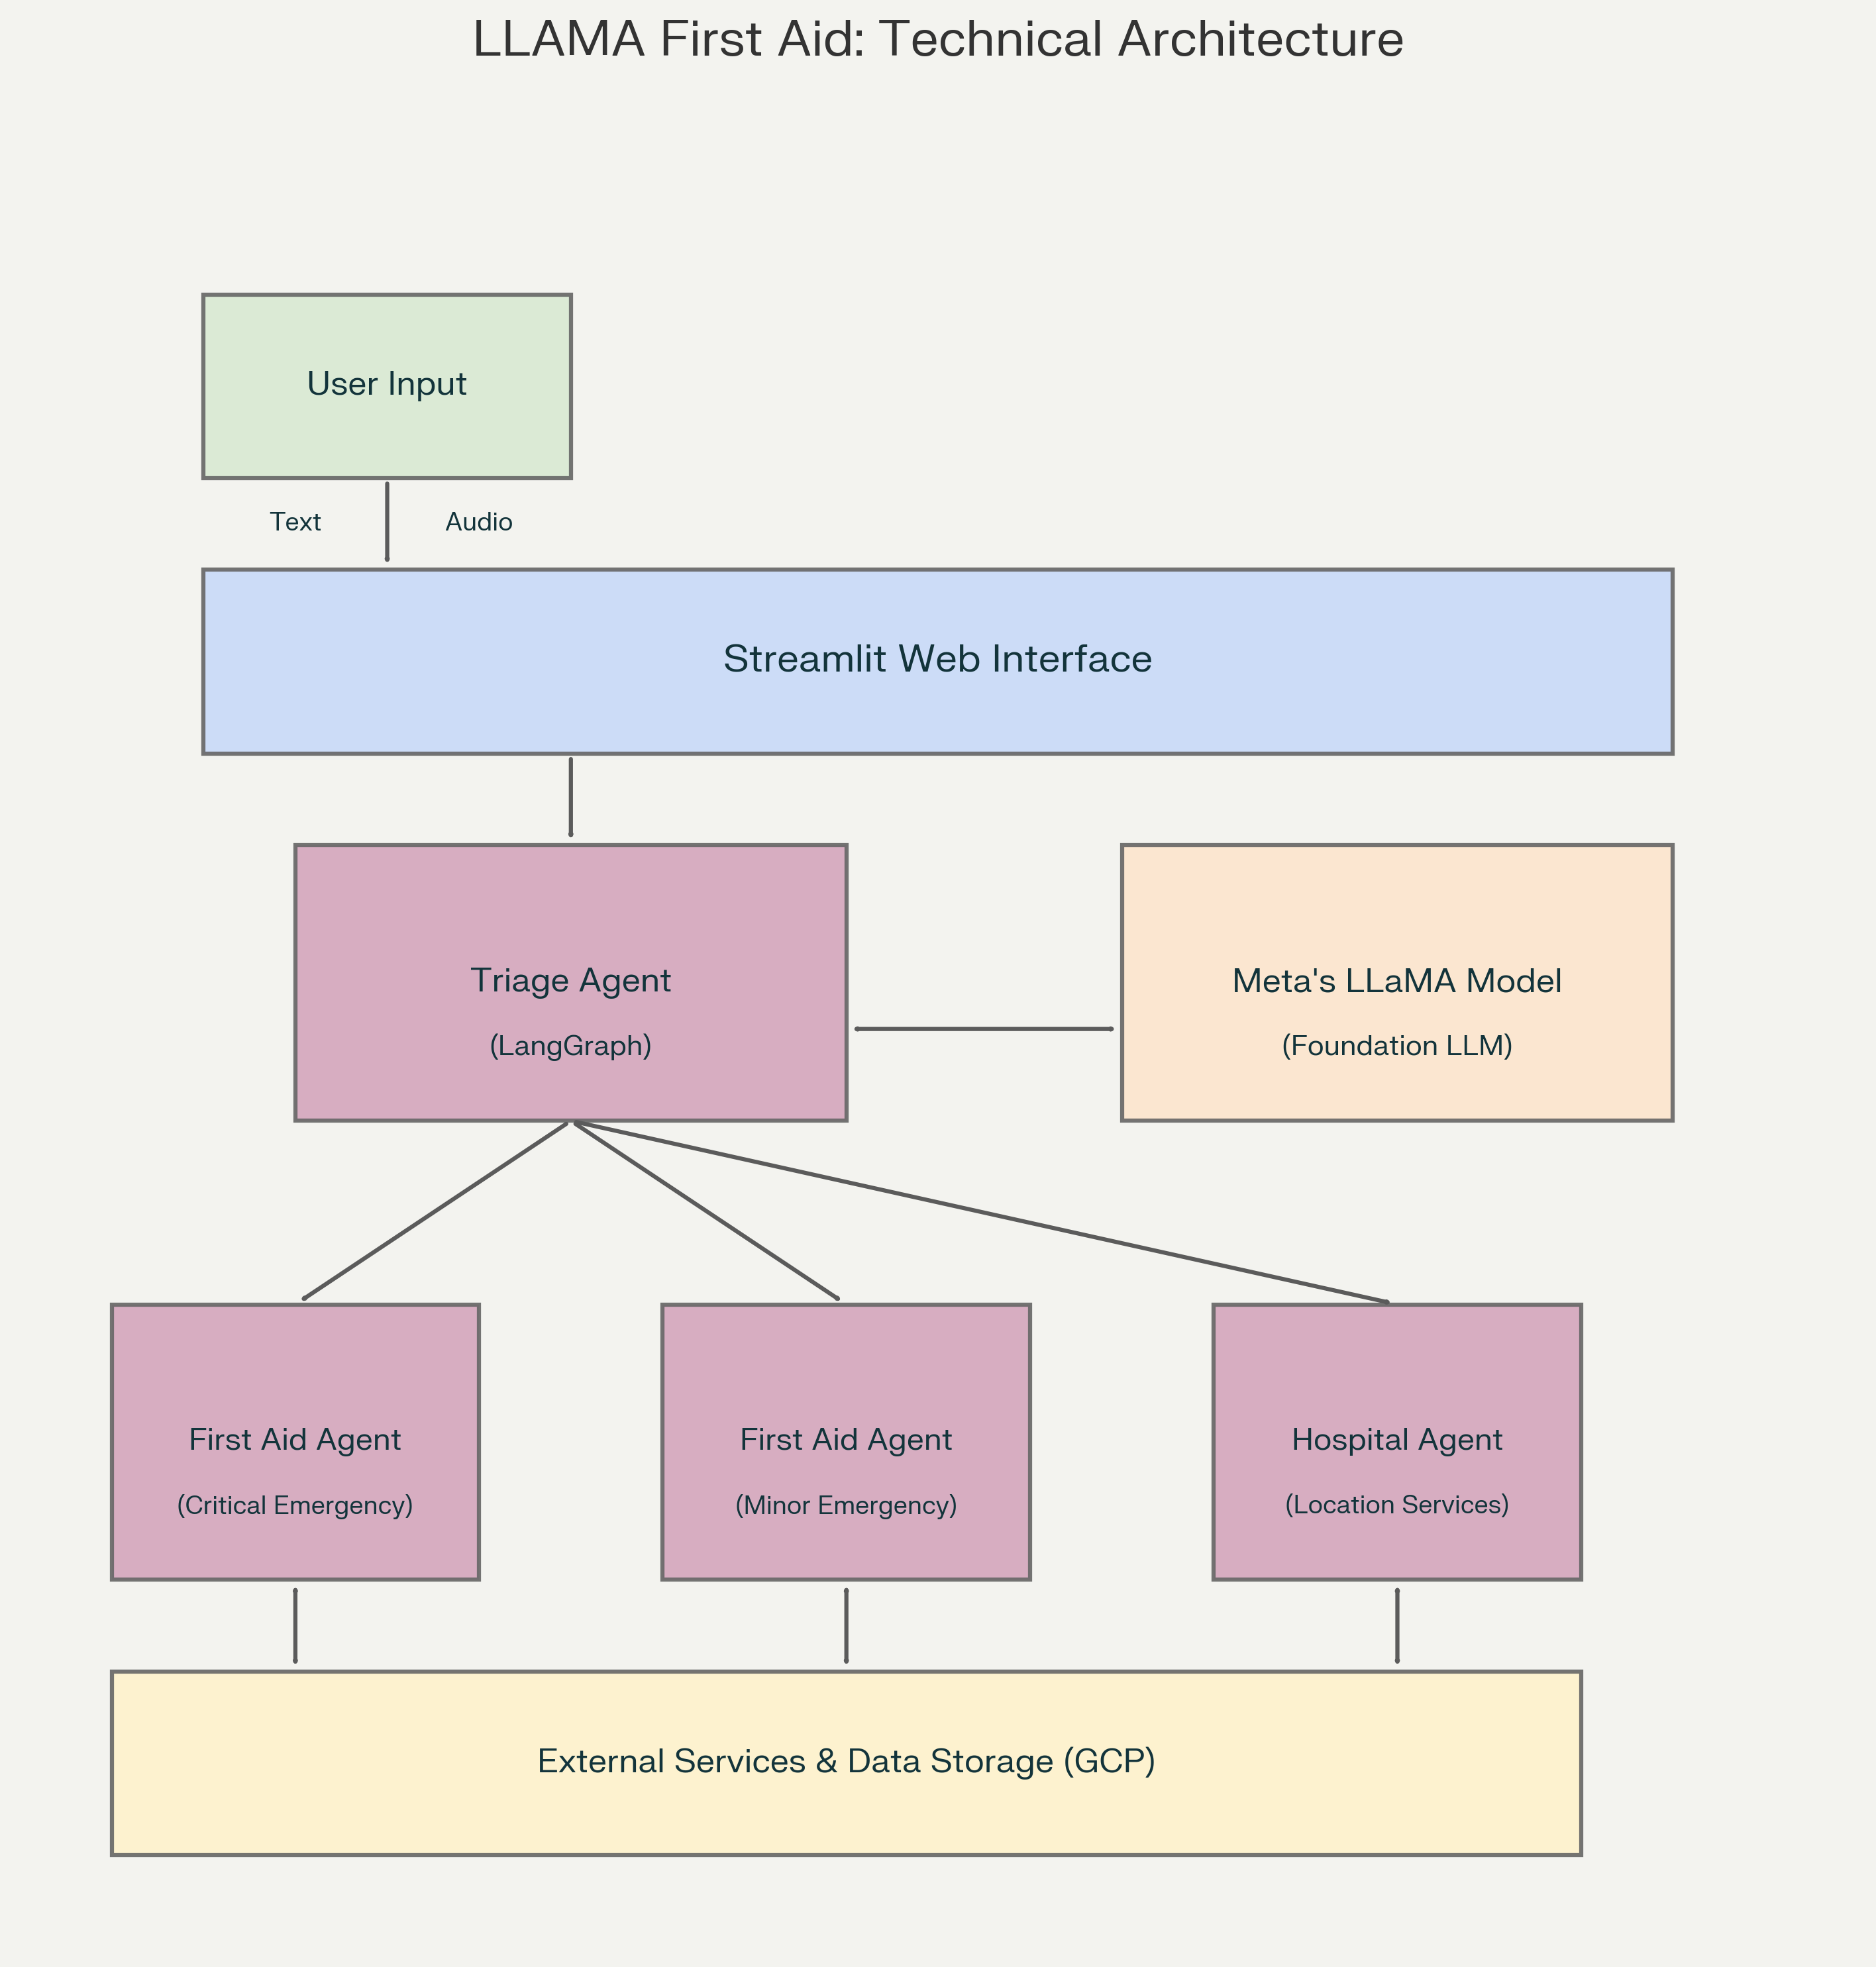 LLAMA First Aid: Technical Architecture
User Input
Text
Audio
Streamlit Web Interface
Triage Agent
(LangGraph)
Meta's LLaMA Model
(Foundation LLM)
First Aid Agent
(Critical Emergency)
First Aid Agent
(Minor Emergency)
Hospital Agent
(Location Services)
External Services & Data Storage (GCP)